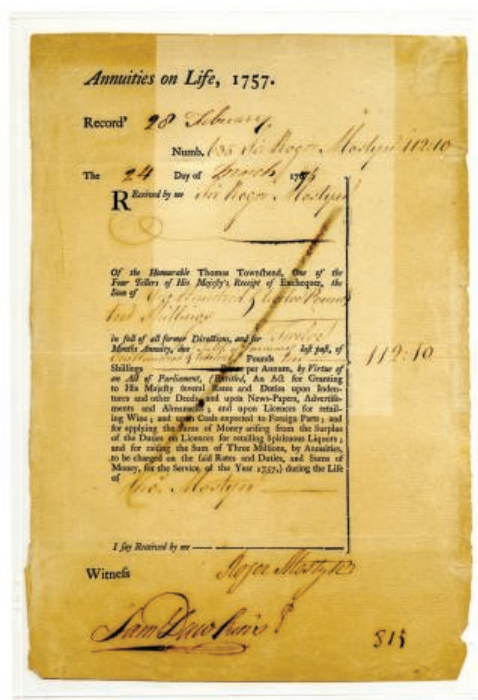 Annuities on Life, 1757.
Record' 28 February,
Numb. 635 Sir Roger Mostyn 112:10
The 24 Day of March 17
Received by me Sir Roger Mostyn
Of the Honourable Thomas Townshend, One of the
Four Tellers of His Majesty's Receipt of Exchequer, the
Sum of One Hundred & twelve Pounds
ten Shillings
in full of all former Directions, and for Twelve
Months Annuity, due last past, of
Pounds ten
Shillings per Annum, by Virtue of
an Act of Parliament, (Entitled, An Act for Granting
to His Majesty several Rates and Duties upon Inden-
tures and other Deeds, and upon News-Papers, Advertise-
ments and Almanacks; and upon Licences for retail-
ing Wine; and upon Coals exported to Foreign Parts; and
for applying the Sums of Money arising from the Surplus
of the Duties on Licences for retailing Spirituous Liquors;
and for raising the Sum of Three Millions, by Annuities,
to be charged on the said Rates and Duties, and Sums of
Money, for the Service of the Year 1757,) during the Life
of
Tho. Mostyn
112:10
I say Received by me
Witness Roger Mostyn
Sam Dawkins
815